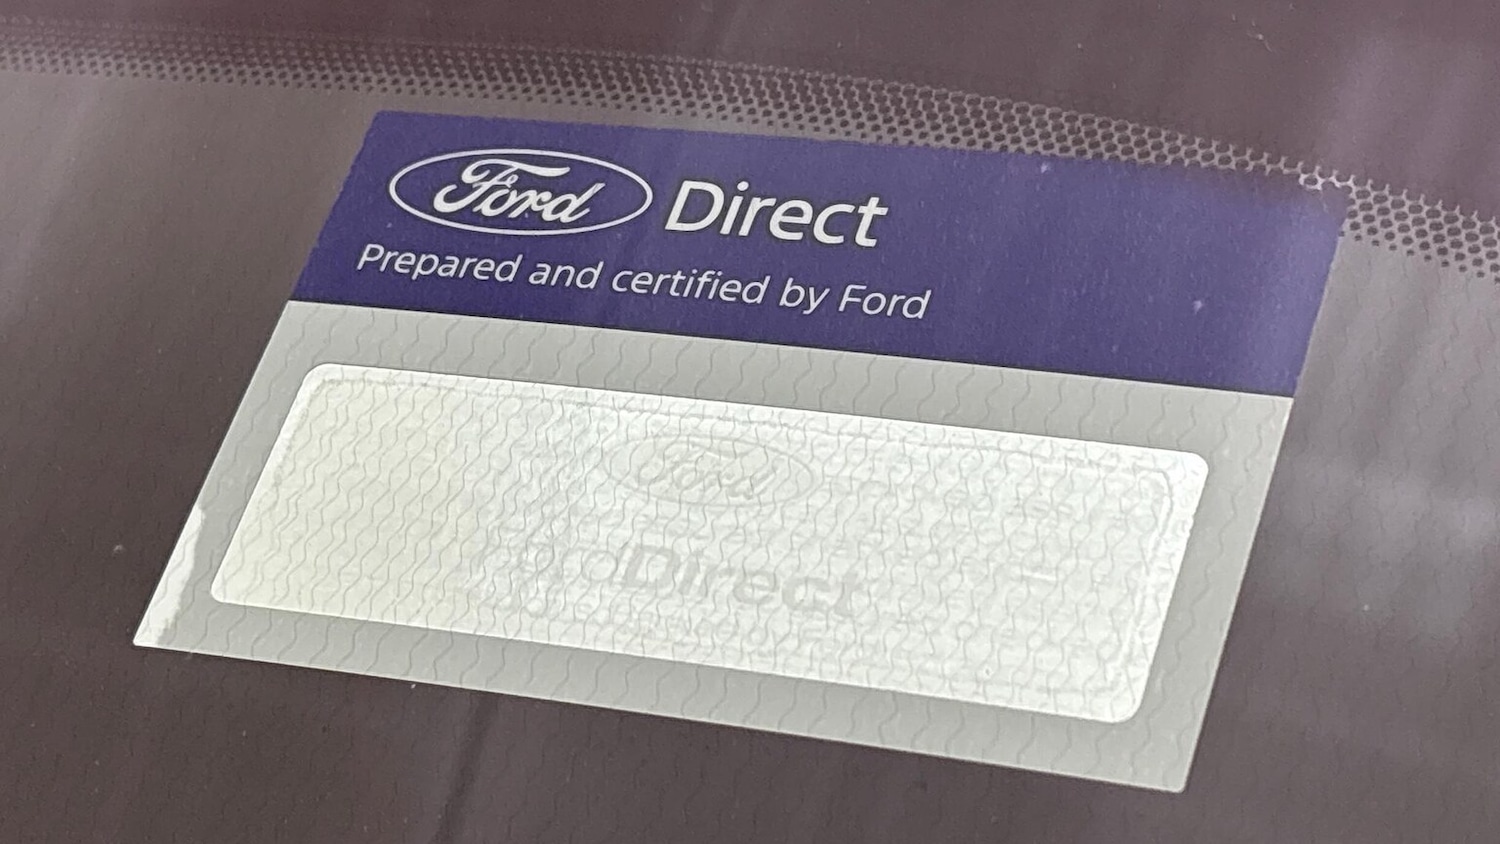 Ford Direct
Prepared and certified by Ford
Ford
Direct